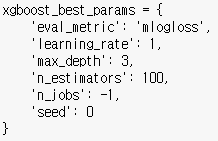 xgboost_best_params = {
    'eval_metric': 'mlogloss',
    'learning_rate': 1,
    'max_depth': 3,
    'n_estimators': 100,
    'n_jobs': -1,
    'seed': 0
}